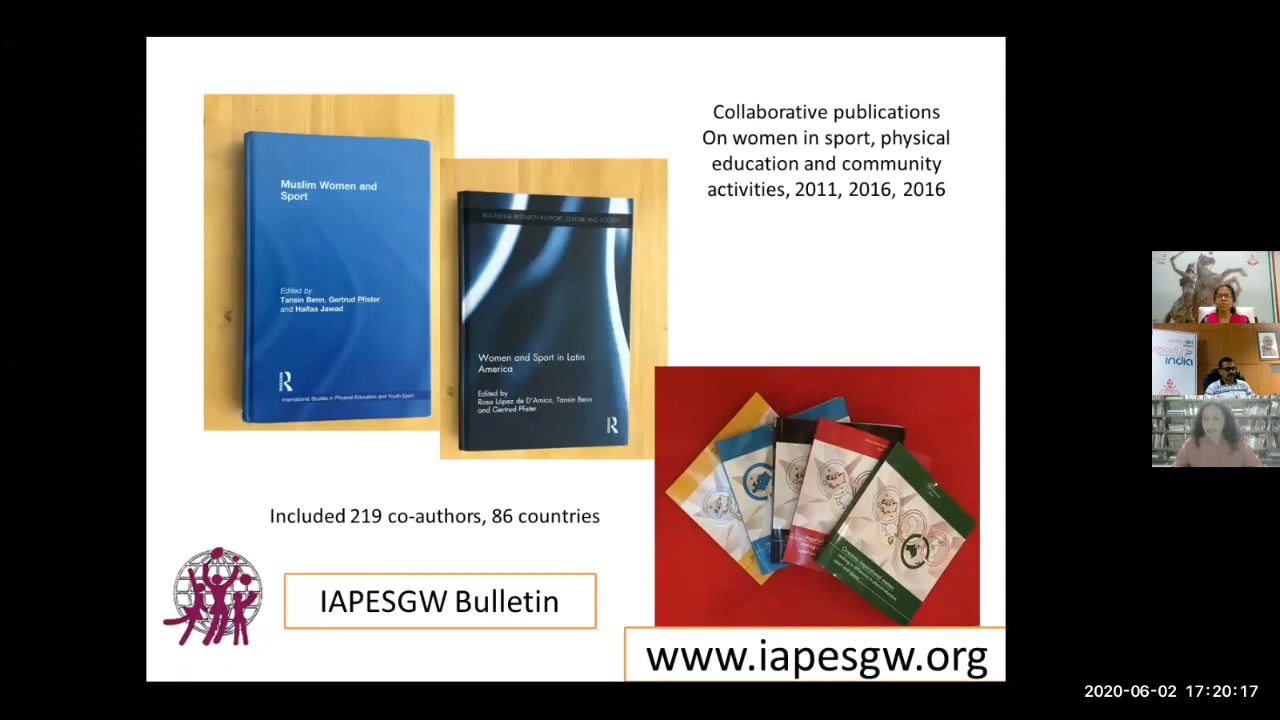 Collaborative publications
On women in sport, physical
education and community
activities, 2011, 2016, 2016
Muslim Women and
Sport
Edited by
Tansin Benn, Gertrud Pfister
and Haifaa Jawad
R
International Studies in Physical Education and Youth Sport
ROUTLEDGE RESEARCH IN SPORT, CULTURE AND SOCIETY
Women and Sport in Latin
America
Edited by
Rosa López de D'Amico, Tansin Benn
and Gertrud Pfister
R
Included 219 co-authors, 86 countries
IAPESGW Bulletin
www.iapesgw.org
india
2020-06-02 17:20:17